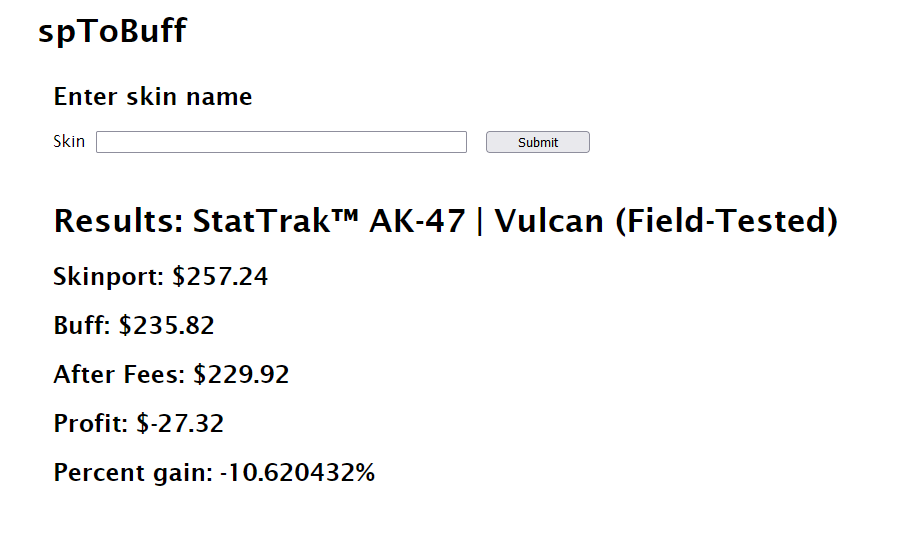 spToBuff
Enter skin name
Skin Submit
Results: StatTrak™ AK-47 | Vulcan (Field-Tested)
Skinport: $257.24
Buff: $235.82
After Fees: $229.92
Profit: $-27.32
Percent gain: -10.620432%